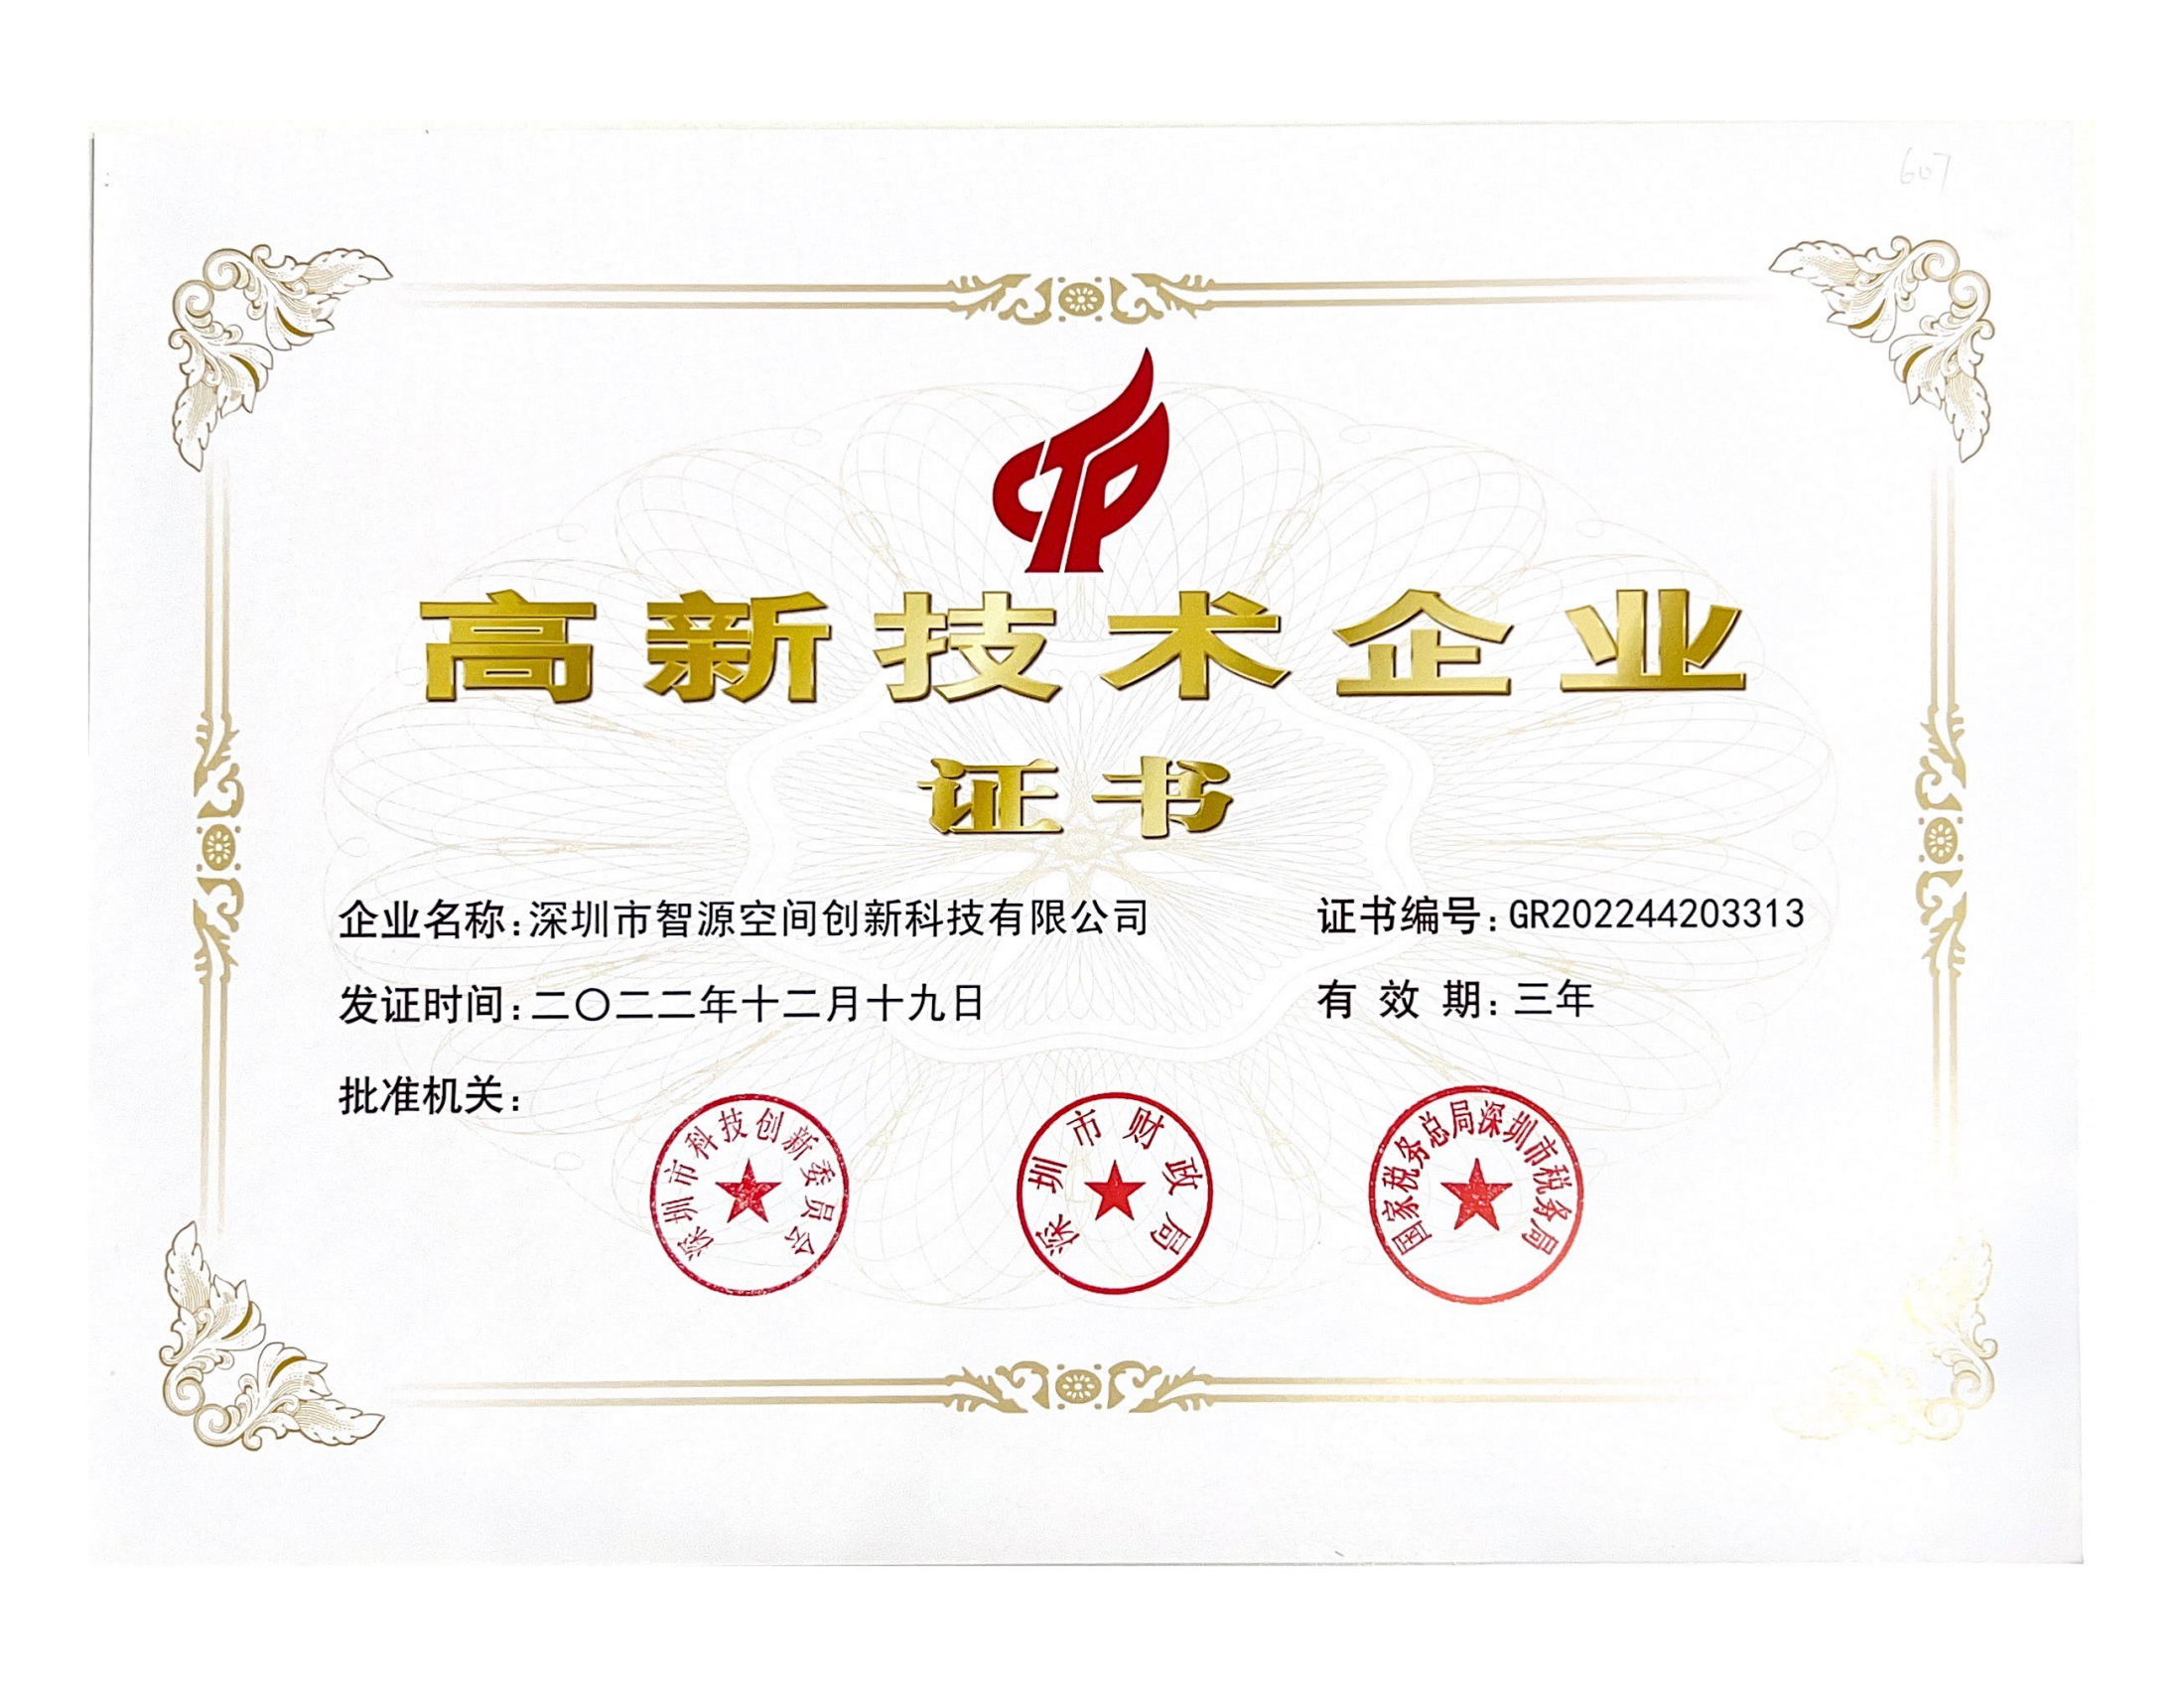 607
CTP
高新技术企业
证书
企业名称:深圳市智源空间创新科技有限公司
证书编号:GR202244203313
发证时间:二〇二二年十二月十九日
有效期:三年
批准机关:
深圳市科技创新委员会
深圳市财政局
国家税务总局深圳市税务局